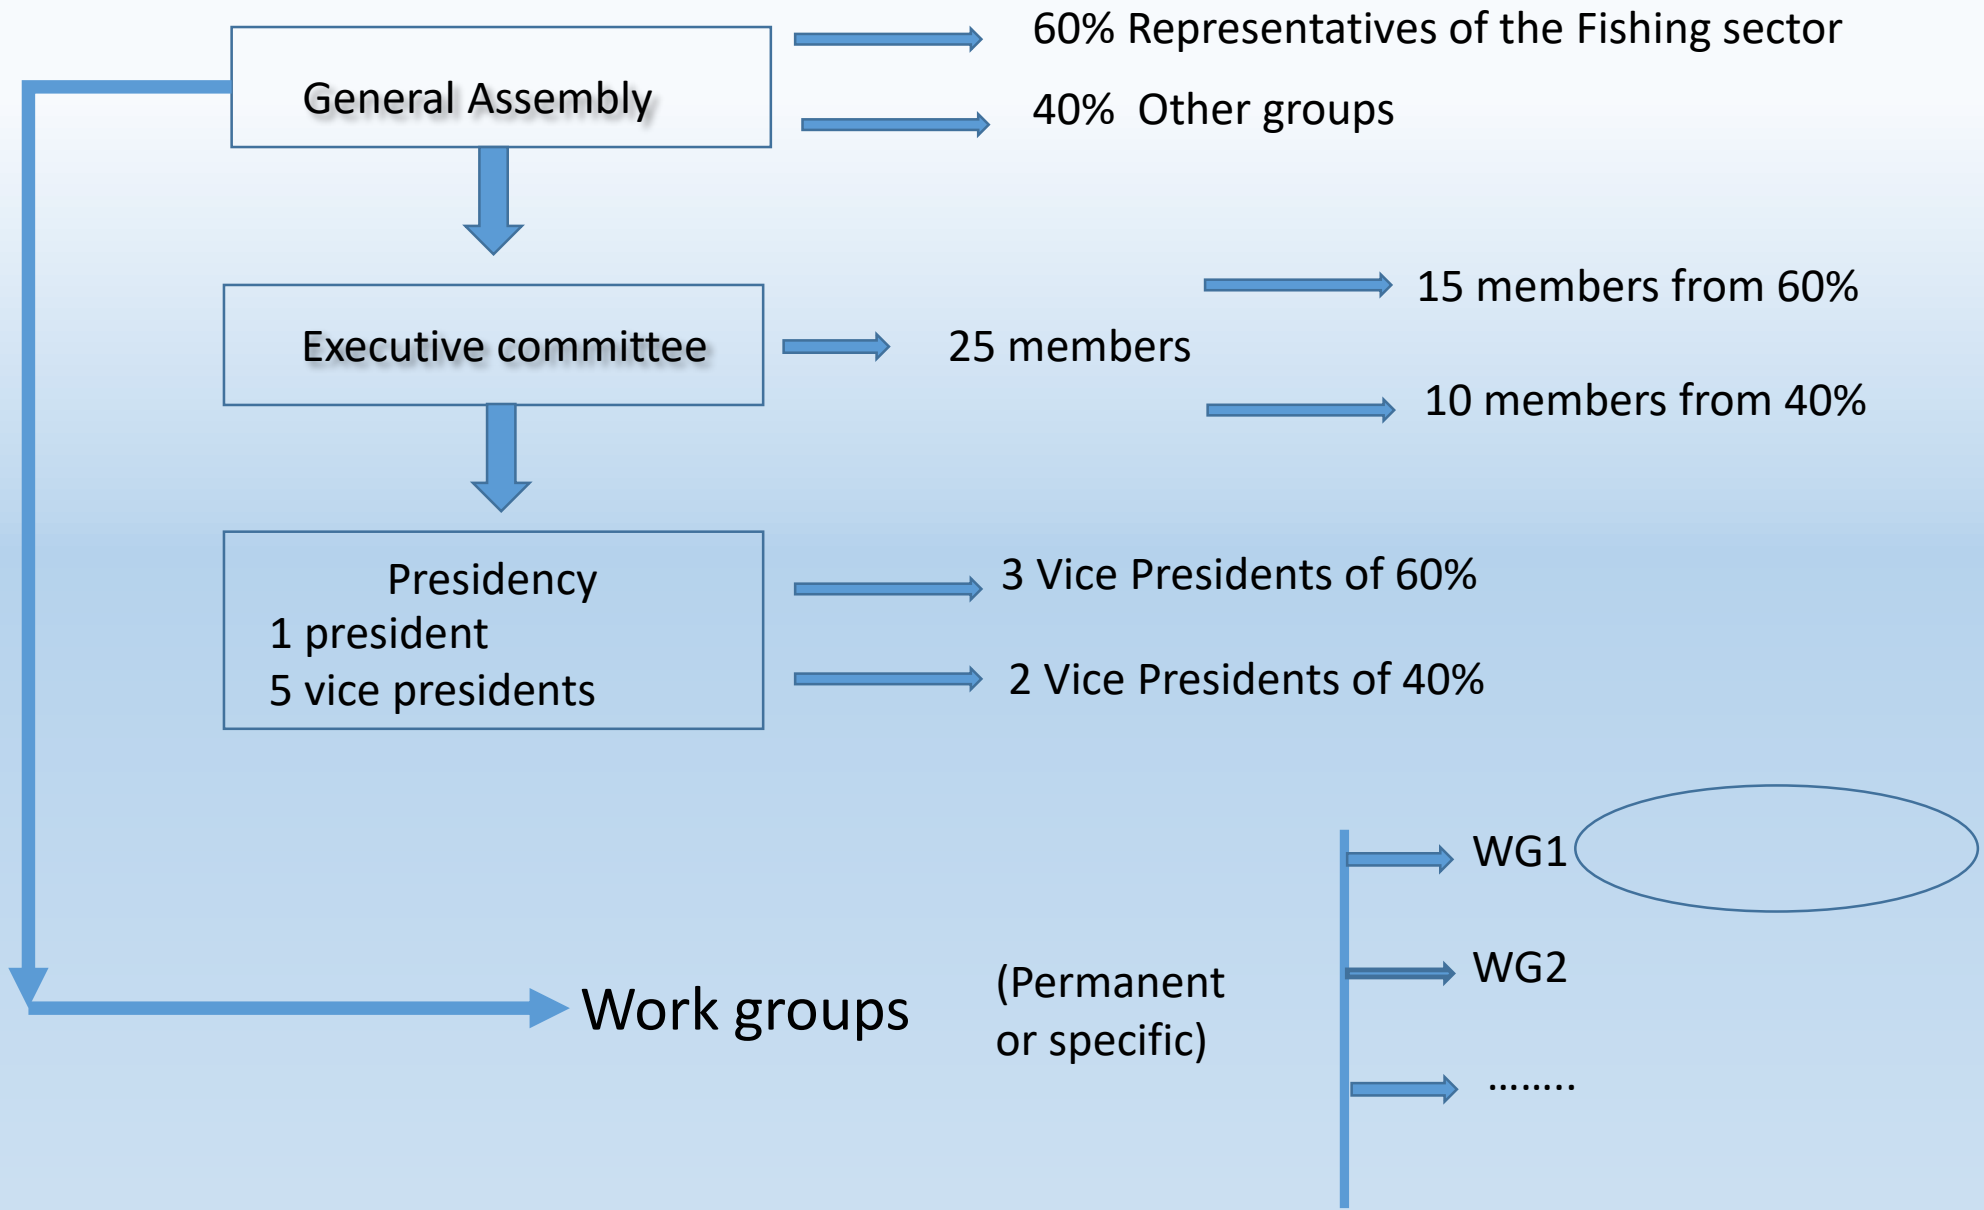 60% Representatives of the Fishing sector
General Assembly
40% Other groups
15 members from 60%
Executive committee
25 members
10 members from 40%
Presidency
1 president
5 vice presidents
3 Vice Presidents of 60%
2 Vice Presidents of 40%
WG1
WG2
Work groups
(Permanent
or specific)
……..